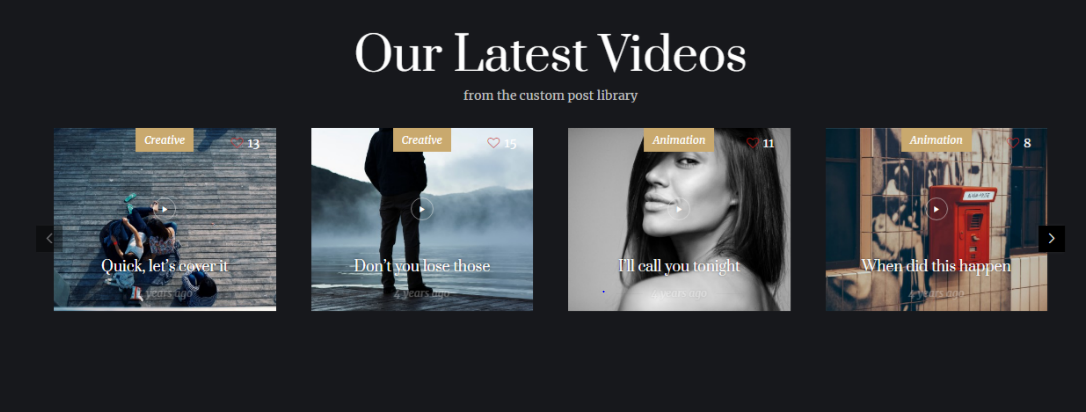 Our Latest Videos
from the custom post library
Creative
13
Quick, let's cover it
4 years ago
Creative
15
Don't you lose those
4 years ago
Animation
11
I'll call you tonight
4 years ago
Animation
8
When did this happen
4 years ago